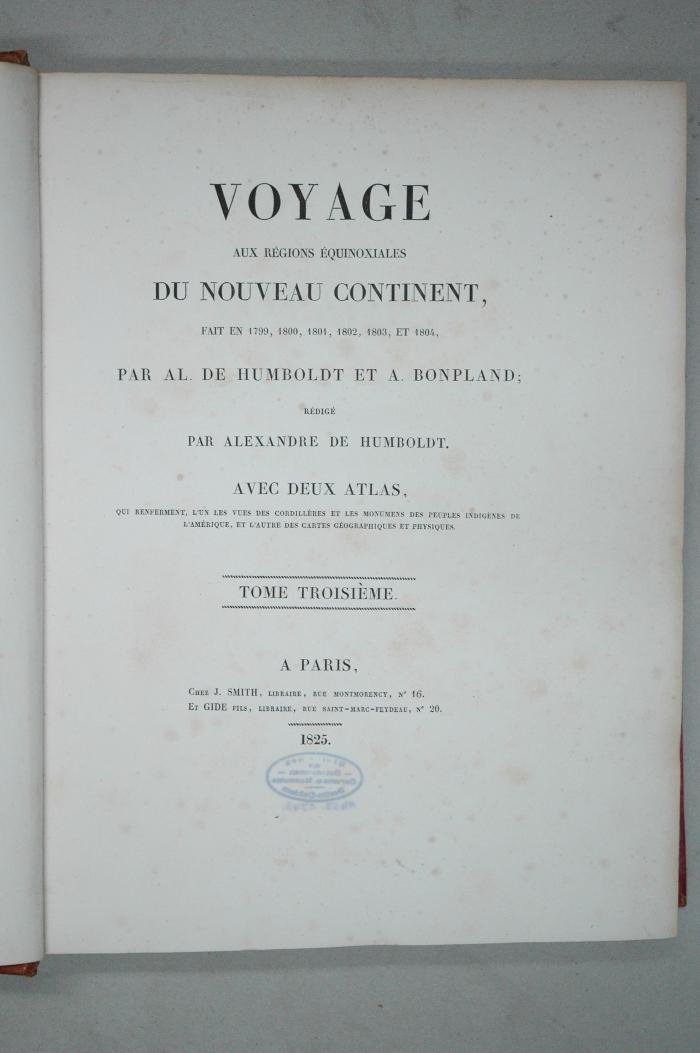 VOYAGE
AUX RÉGIONS ÉQUINOXIALES
DU NOUVEAU CONTINENT,
FAIT EN 1799, 1800, 1801, 1802, 1803, ET 1804,
PAR AL. DE HUMBOLDT ET A. BONPLAND;
RÉDIGÉ
PAR ALEXANDRE DE HUMBOLDT.
AVEC DEUX ATLAS,
QUI RENFERMENT, L'UN LES VUES DES CORDILLÈRES ET LES MONUMENS DES PEUPLES INDIGÈNES DE
L'AMÉRIQUE, ET L'AUTRE DES CARTES GÉOGRAPHIQUES ET PHYSIQUES.
TOME TROISIÈME.
A PARIS,
CHEZ J. SMITH, LIBRAIRE, RUE MONTMORENCY, N° 16.
ET GIDE FILS, LIBRAIRE, RUE SAINT-MARC-FEYDEAU, N° 20.
1825.